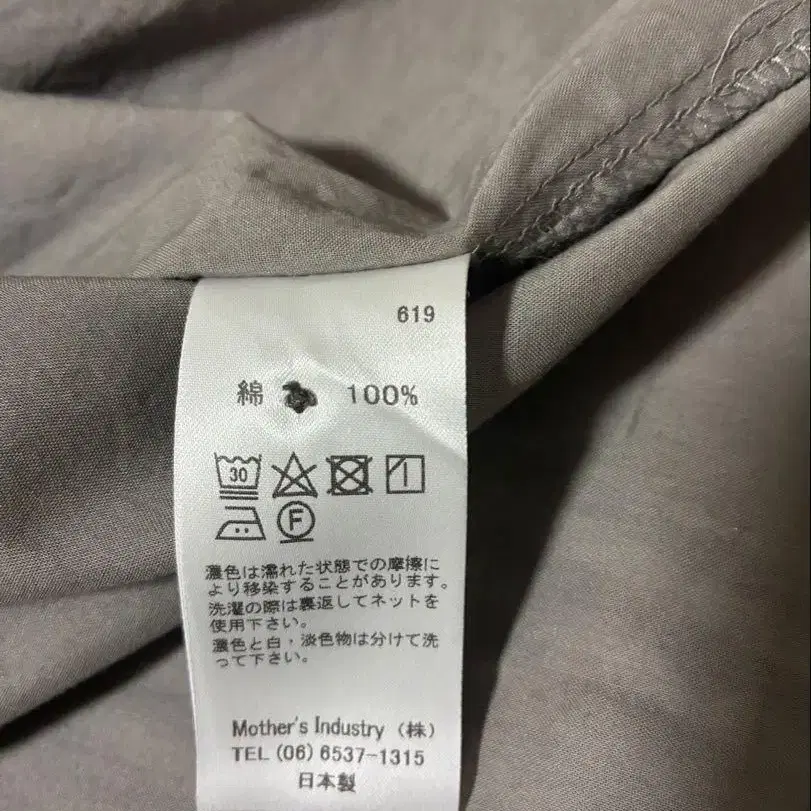 619
綿 100%
30
F
濃色は濡れた状態での摩擦に
より移染することがあります。
洗濯の際は裏返してネットを
使用下さい。
濃色と白・淡色物は分けて洗
って下さい。
Mother's Industry (株)
TEL (06) 6537-1315
日本製